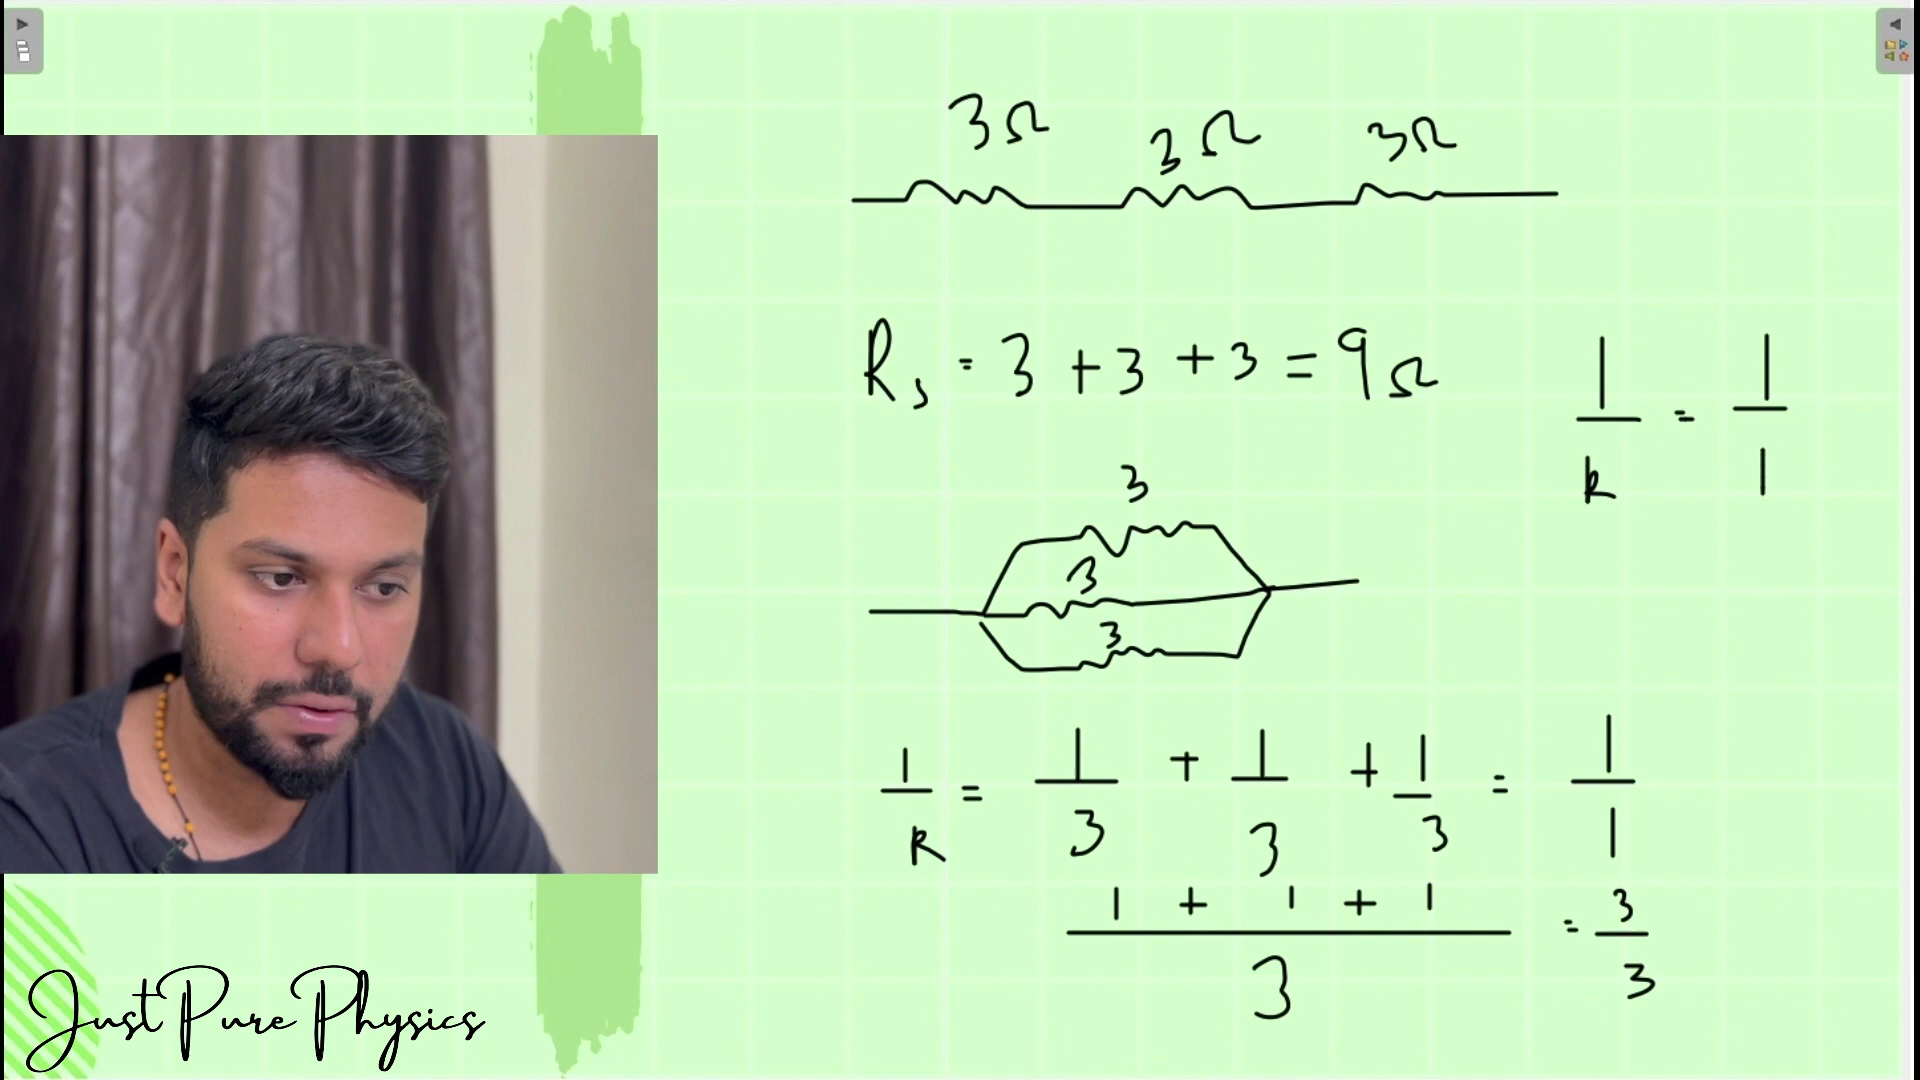 3Ω 3Ω 3Ω
Rs = 3 + 3 + 3 = 9Ω
1/R = 1/1
3
3
3
1/R = 1/3 + 1/3 + 1/3 = 1/1
1 + 1 + 1/3 = 3/3
Just Pure Physics